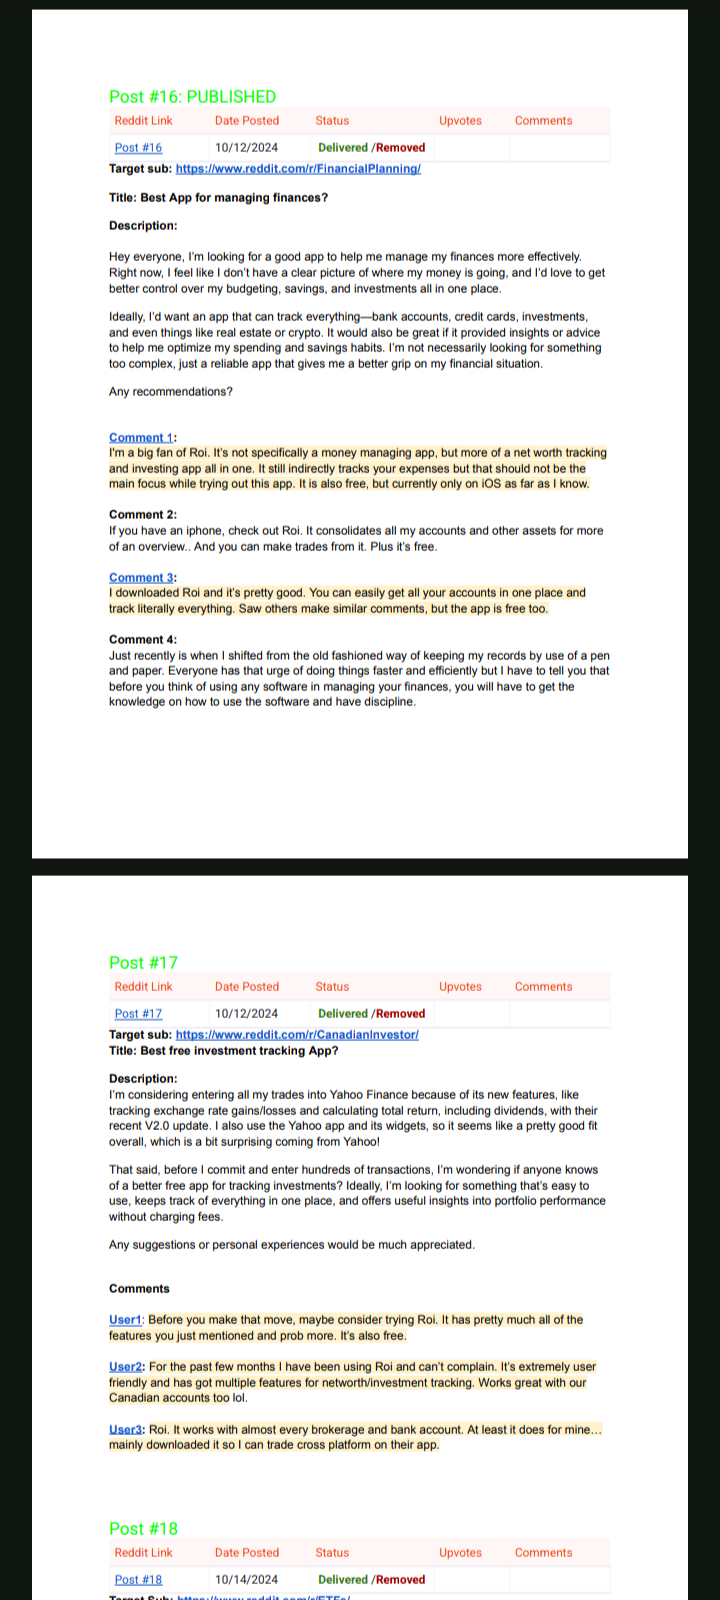 Post #16: PUBLISHED
Reddit Link Date Posted Status Upvotes Comments
Post #16 10/12/2024 Delivered /Removed
Target sub: https://www.reddit.com/r/FinancialPlanning/
Title: Best App for managing finances?
Description:
Hey everyone, I'm looking for a good app to help me manage my finances more effectively.
Right now, I feel like I don't have a clear picture of where my money is going, and I'd love to get
better control over my budgeting, savings, and investments all in one place.
Ideally, I'd want an app that can track everything—bank accounts, credit cards, investments,
and even things like real estate or crypto. It would also be great if it provided insights or advice
to help me optimize my spending and savings habits. I'm not necessarily looking for something
too complex, just a reliable app that gives me a better grip on my financial situation.
Any recommendations?
Comment 1:
I'm a big fan of Roi. It's not specifically a money managing app, but more of a net worth tracking
and investing app all in one. It still indirectly tracks your expenses but that should not be the
main focus while trying out this app. It is also free, but currently only on iOS as far as I know.
Comment 2:
If you have an iphone, check out Roi. It consolidates all my accounts and other assets for more
of an overview.. And you can make trades from it. Plus it's free.
Comment 3:
I downloaded Roi and it's pretty good. You can easily get all your accounts in one place and
track literally everything. Saw others make similar comments, but the app is free too.
Comment 4:
Just recently is when I shifted from the old fashioned way of keeping my records by use of a pen
and paper. Everyone has that urge of doing things faster and efficiently but I have to tell you that
before you think of using any software in managing your finances, you will have to get the
knowledge on how to use the software and have discipline.
Post #17
Reddit Link Date Posted Status Upvotes Comments
Post #17 10/12/2024 Delivered /Removed
Target sub: https://www.reddit.com/r/CanadianInvestor/
Title: Best free investment tracking App?
Description:
I'm considering entering all my trades into Yahoo Finance because of its new features, like
tracking exchange rate gains/losses and calculating total return, including dividends, with their
recent V2.0 update. I also use the Yahoo app and its widgets, so it seems like a pretty good fit
overall, which is a bit surprising coming from Yahoo!
That said, before I commit and enter hundreds of transactions, I'm wondering if anyone knows
of a better free app for tracking investments? Ideally, I'm looking for something that's easy to
use, keeps track of everything in one place, and offers useful insights into portfolio performance
without charging fees.
Any suggestions or personal experiences would be much appreciated.
Comments
User1: Before you make that move, maybe consider trying Roi. It has pretty much all of the
features you just mentioned and prob more. It's also free.
User2: For the past few months I have been using Roi and can't complain. It's extremely user
friendly and has got multiple features for networth/investment tracking. Works great with our
Canadian accounts too lol.
User3: Roi. It works with almost every brokerage and bank account. At least it does for mine…
mainly downloaded it so I can trade cross platform on their app.
Post #18
Reddit Link Date Posted Status Upvotes Comments
Post #18 10/14/2024 Delivered /Removed
Target Sub: https://www.reddit.com/r/ETFs/